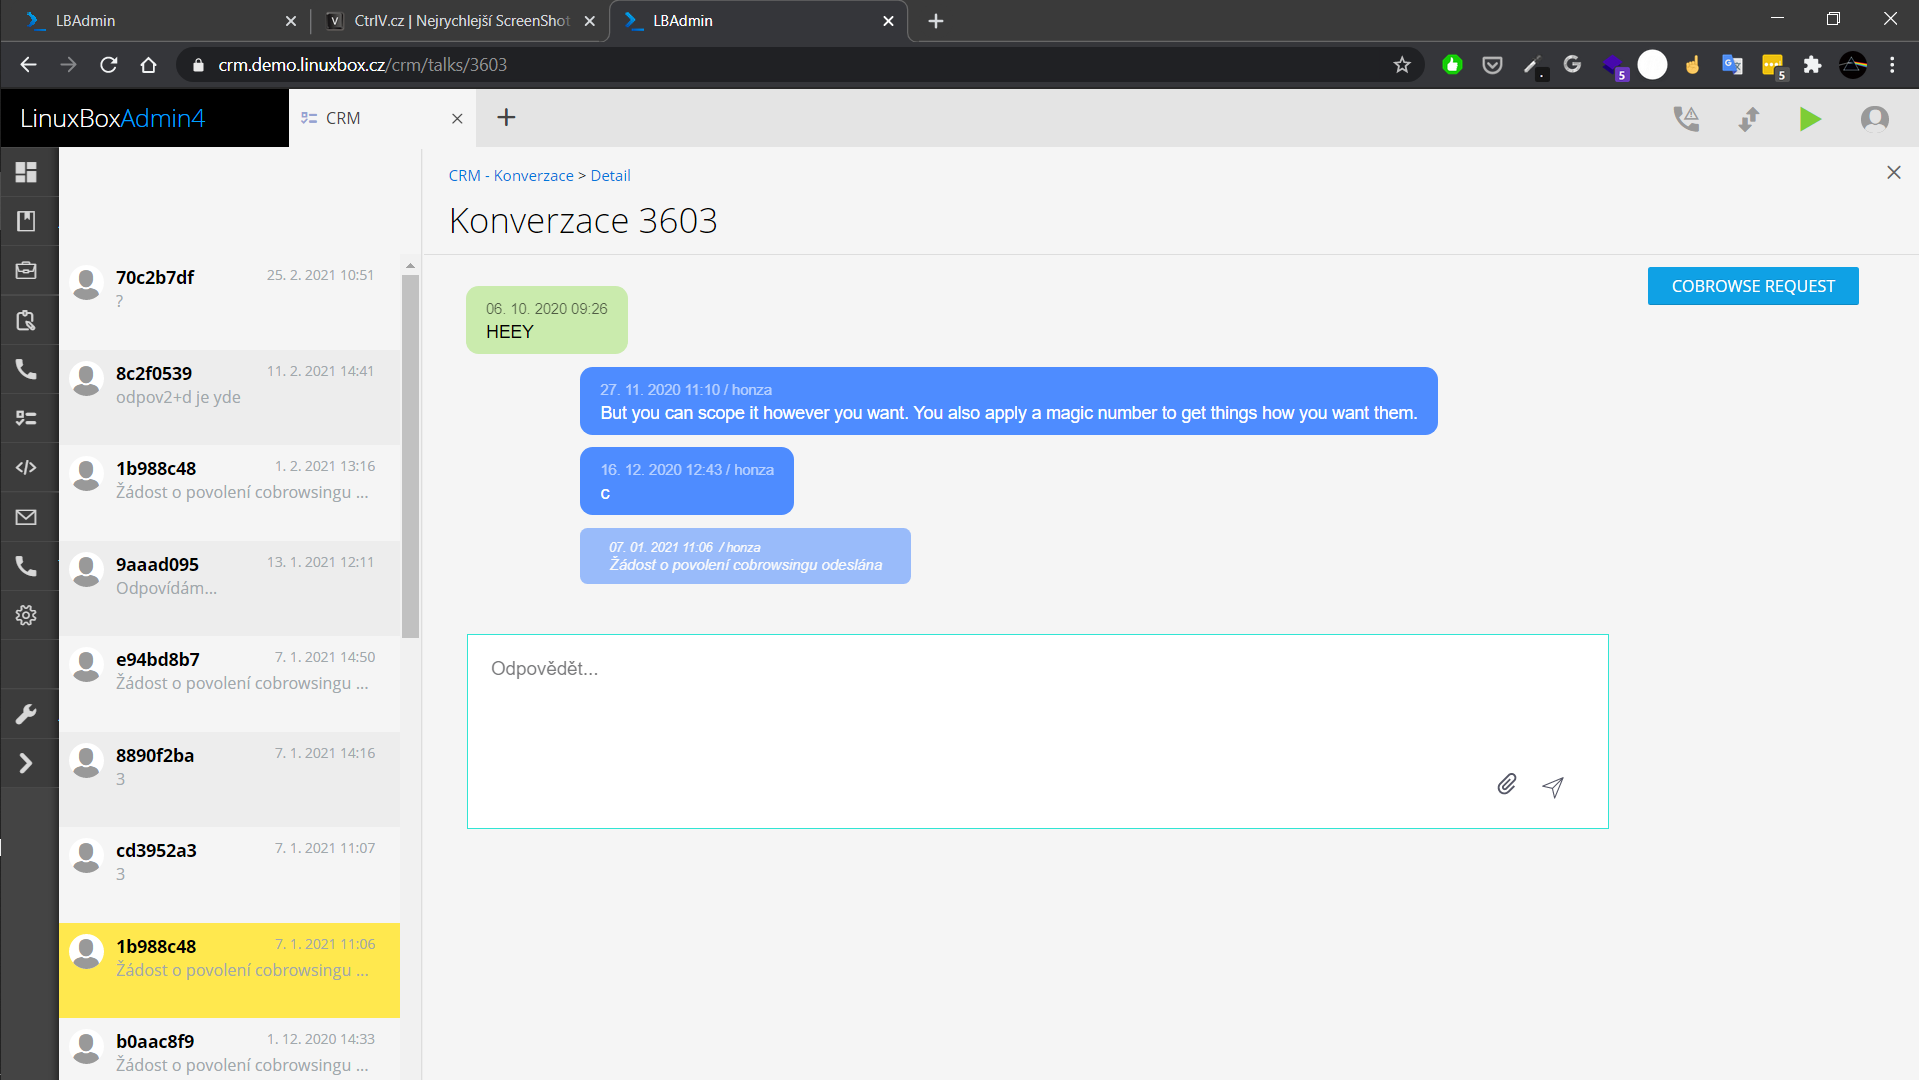 LBAdmin
CtrlV.cz | Nejrychlejší ScreenShot
LBAdmin
crm.demo.linuxbox.cz/crm/talks/3603
5
5
LinuxBoxAdmin4
CRM
CRM - Konverzace > Detail
Konverzace 3603
COBROWSE REQUEST
70c2b7df 25. 2. 2021 10:51
?
8c2f0539 11. 2. 2021 14:41
odpov2+d je yde
1b988c48 1. 2. 2021 13:16
Žádost o povolení cobrowsingu ...
9aaad095 13. 1. 2021 12:11
Odpovídám...
e94bd8b7 7. 1. 2021 14:50
Žádost o povolení cobrowsingu ...
8890f2ba 7. 1. 2021 14:16
3
cd3952a3 7. 1. 2021 11:07
3
1b988c48 7. 1. 2021 11:06
Žádost o povolení cobrowsingu ...
b0aac8f9 1. 12. 2020 14:33
Žádost o povolení cobrowsingu ...
06. 10. 2020 09:26
HEEY
27. 11. 2020 11:10 / honza
But you can scope it however you want. You also apply a magic number to get things how you want them.
16. 12. 2020 12:43 / honza
c
07. 01. 2021 11:06 / honza
Žádost o povolení cobrowsingu odeslána
Odpovědět...